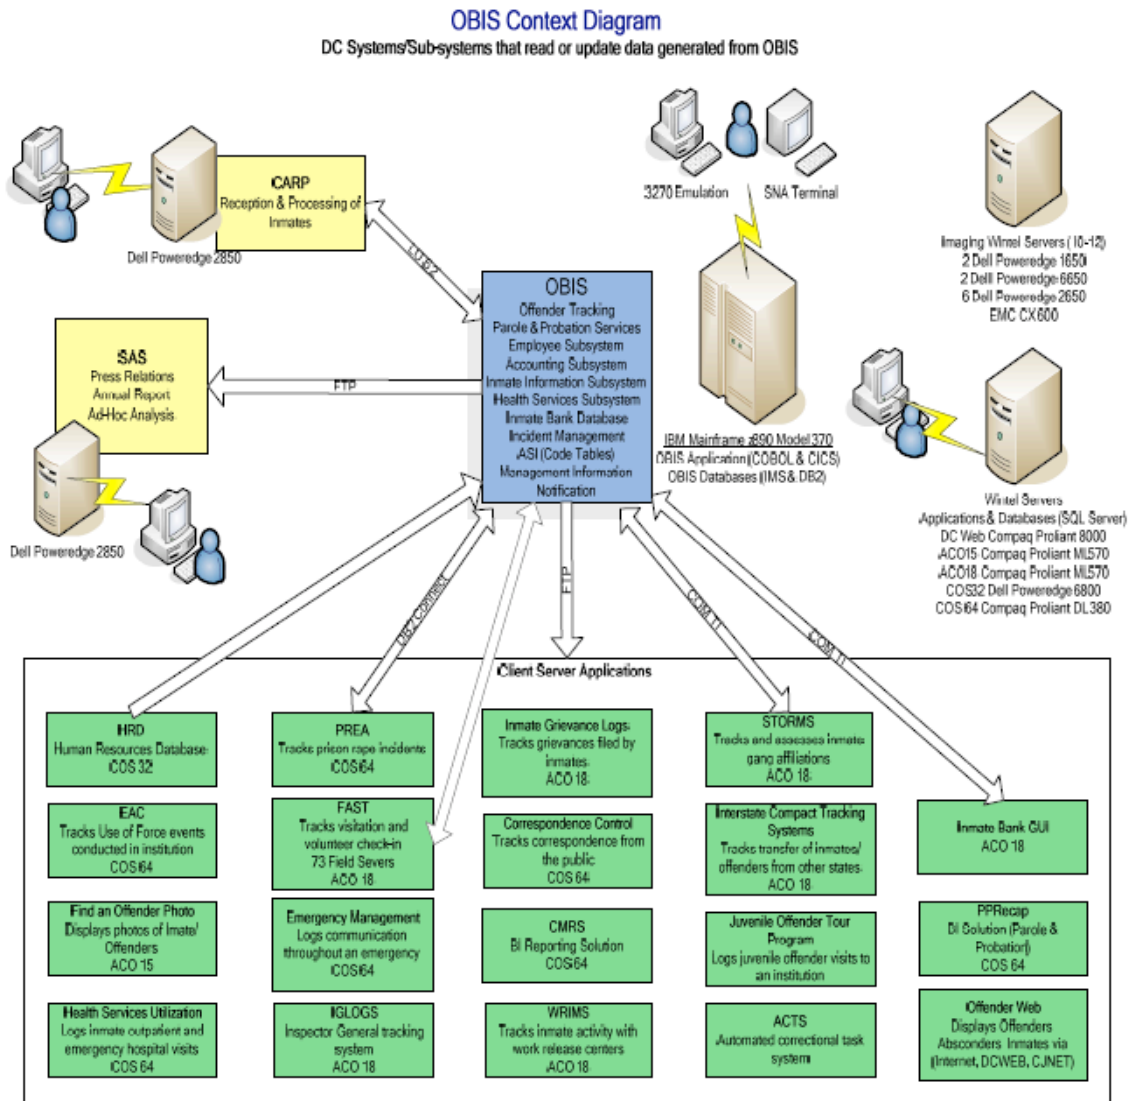 OBIS Context Diagram
DC Systems/Sub-systems that read or update data generated from OBIS
CARP
Reception & Processing of
Inmates
Dell Poweredge 2850
LU 6.2
3270 Emulation
SNA Terminal
Imaging Wintel Servers (10-12)
2 Dell Poweredge 1650
2 Dell Poweredge 6650
6 Dell Poweredge 2650
EMC CX600
OBIS
Offender Tracking
Parole & Probation Services
Employee Subsystem
Accounting Subsystem
Inmate Information Subsystem
Health Services Subsystem
Inmate Bank Database
Incident Management
ASI (Code Tables)
Management Information
Notification
SAS
Press Relations
Annual Report
Ad-Hoc Analysis
FTP
Dell Poweredge 2850
IBM Mainframe z890 Model 370
OBIS Application (COBOL & CICS)
OBIS Databases (IMS & DB2)
Wintel Servers
Applications & Databases (SQL Server)
DC Web Compaq Proliant 8000
ACO15 Compaq Proliant ML570
ACO18 Compaq Proliant ML570
COS32 Dell Poweredge 6800
COS64 Compaq Proliant DL380
DB2 Connect
FTP
COM TI
COM TI
Client Server Applications
HRD
Human Resources Database
COS 32
PREA
Tracks prison rape incidents
COS64
Inmate Grievance Logs
Tracks grievances filed by
inmates
ACO 18
STORMS
Tracks and assesses inmate
gang affiliations
ACO 18
EAC
Tracks Use of Force events
conducted in institution
COS64
FAST
Tracks visitation and
volunteer check-in
73 Field Severs
ACO 18
Correspondence Control
Tracks correspondence from
the public
COS 64
Interstate Compact Tracking
Systems
Tracks transfer of inmates/
offenders from other states
ACO 18
Inmate Bank GUI
ACO 18
Find an Offender Photo
Displays photos of Imate/
Offenders
ACO 15
Emergency Management
Logs communication
throughout an emergency
COS64
CMRS
BI Reporting Solution
COS64
Juvenile Offender Tour
Program
Logs juvenile offender visits to
an institution
PPRecap
BI Solution (Parole &
Probation)
COS 64
Health Services Utilization
Logs inmate outpatient and
emergency hospital visits
COS 64
IGLOGS
Inspector General tracking
system
ACO 18
WRIMS
Tracks inmate activity with
work release centers
ACO 18
ACTS
Automated correctional task
system
Offender Web
Displays Offenders
Absconders Inmates via
(Internet, DCWEB, CJNET)